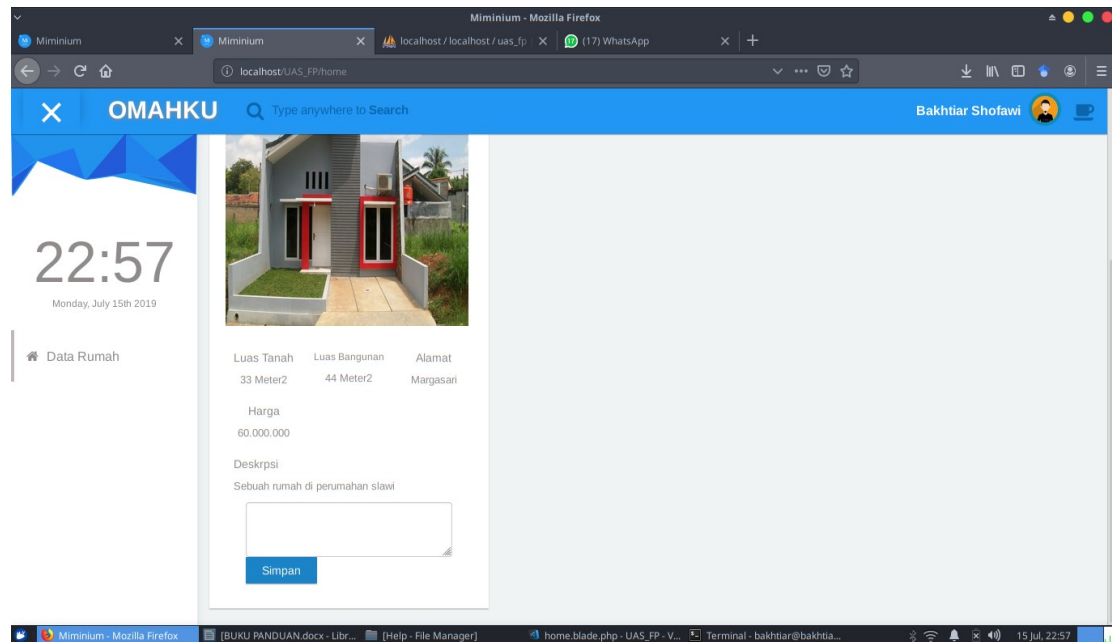 Miminium - Mozilla Firefox
Miminium
Miminium
localhost / localhost / uas_fp
(17) WhatsApp
localhost/UAS_FP/home
OMAHKU
Type anywhere to Search
Bakhtiar Shofawi
22:57
Monday, July 15th 2019
Data Rumah
Luas Tanah Luas Bangunan Alamat
33 Meter2 44 Meter2 Margasari
Harga
60.000.000
Deskrpsi
Sebuah rumah di perumahan slawi
Simpan
Miminium - Mozilla Firefox
[BUKU PANDUAN.docx - Libr...
[Help - File Manager]
home.blade.php - UAS_FP - V...
Terminal - bakhtiar@bakhtia...
15 Jul, 22:57